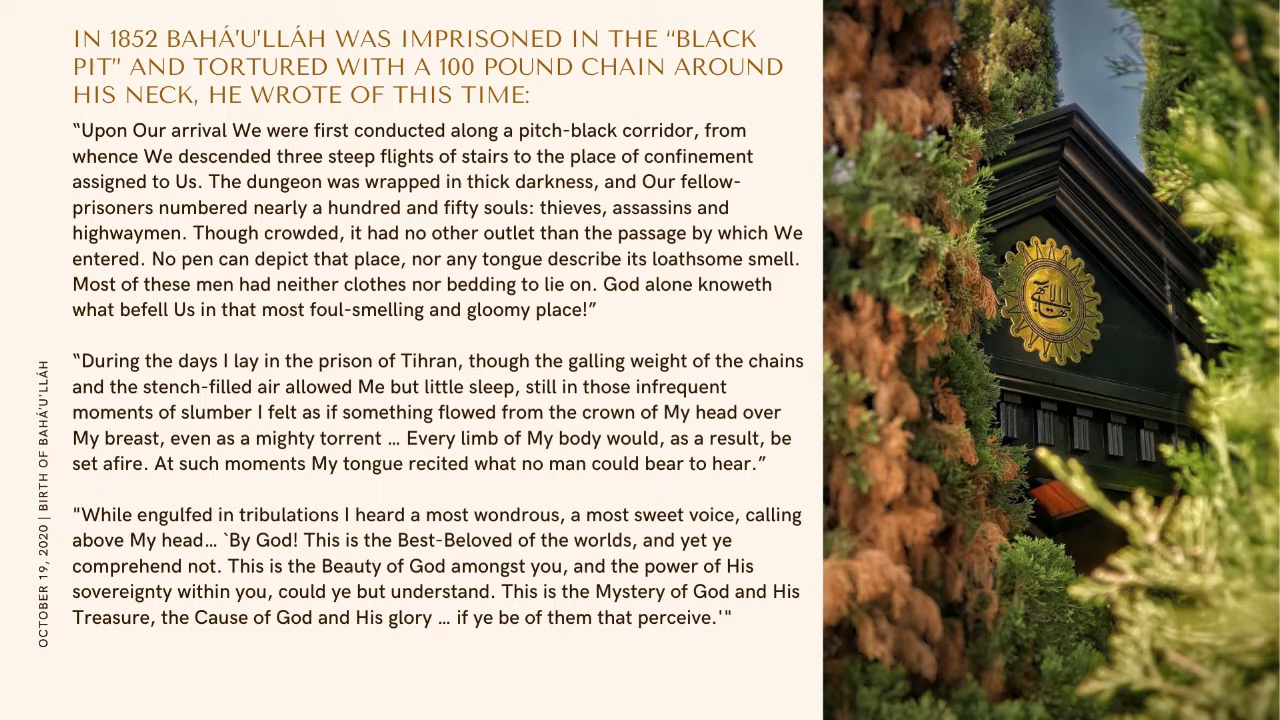 IN 1852 BAHÁ'U'LLÁH WAS IMPRISONED IN THE “BLACK
PIT” AND TORTURED WITH A 100 POUND CHAIN AROUND
HIS NECK, HE WROTE OF THIS TIME:
“Upon Our arrival We were first conducted along a pitch-black corridor, from
whence We descended three steep flights of stairs to the place of confinement
assigned to Us. The dungeon was wrapped in thick darkness, and Our fellow-
prisoners numbered nearly a hundred and fifty souls: thieves, assassins and
highwaymen. Though crowded, it had no other outlet than the passage by which We
entered. No pen can depict that place, nor any tongue describe its loathsome smell.
Most of these men had neither clothes nor bedding to lie on. God alone knoweth
what befell Us in that most foul-smelling and gloomy place!”
“During the days I lay in the prison of Tihran, though the galling weight of the chains
and the stench-filled air allowed Me but little sleep, still in those infrequent
moments of slumber I felt as if something flowed from the crown of My head over
My breast, even as a mighty torrent … Every limb of My body would, as a result, be
set afire. At such moments My tongue recited what no man could bear to hear.”
"While engulfed in tribulations I heard a most wondrous, a most sweet voice, calling
above My head… `By God! This is the Best-Beloved of the worlds, and yet ye
comprehend not. This is the Beauty of God amongst you, and the power of His
sovereignty within you, could ye but understand. This is the Mystery of God and His
Treasure, the Cause of God and His glory … if ye be of them that perceive.'"
OCTOBER 19, 2020 | BIRTH OF BAHÁ'U'LLÁH